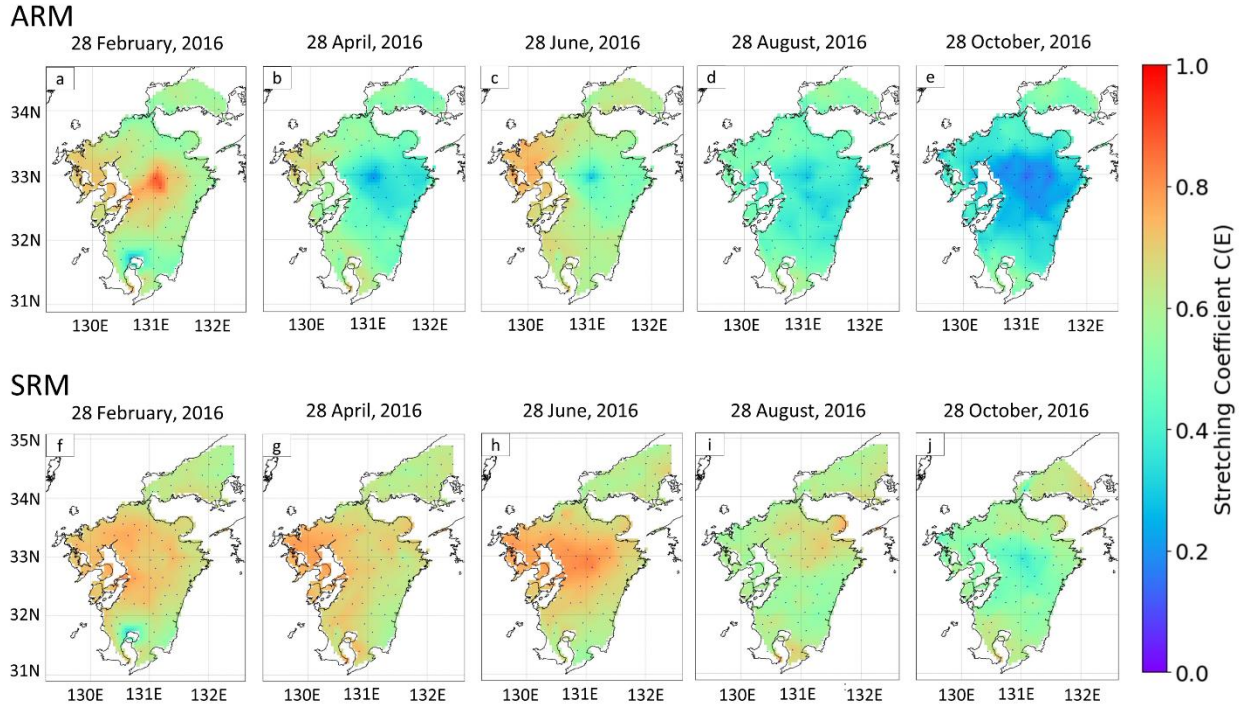 ARM
28 February, 2016 28 April, 2016 28 June, 2016 28 August, 2016 28 October, 2016
a b c d e
34N
33N
32N
31N
130E 131E 132E 130E 131E 132E 130E 131E 132E 130E 131E 132E 130E 131E 132E
SRM
28 February, 2016 28 April, 2016 28 June, 2016 28 August, 2016 28 October, 2016
f g h i j
35N
34N
33N
32N
31N
130E 131E 132E 130E 131E 132E 130E 131E 132E 130E 131E 132E 130E 131E 132E
1.0
0.8
0.6
0.4
0.2
0.0
Stretching Coefficient C(E)